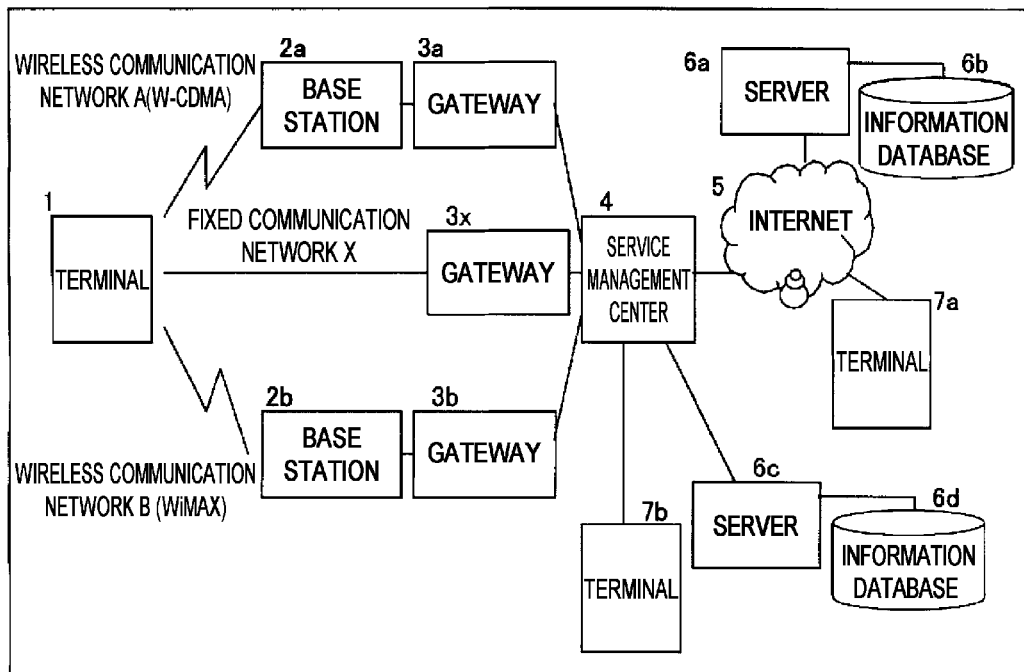 WIRELESS COMMUNICATION
NETWORK A(W-CDMA)
2a
BASE
STATION
3a
GATEWAY
6a
SERVER
6b
INFORMATION
DATABASE
1
TERMINAL
FIXED COMMUNICATION
NETWORK X
3x
GATEWAY
4
SERVICE
MANAGEMENT
CENTER
5
INTERNET
7a
TERMINAL
WIRELESS COMMUNICATION
NETWORK B (WiMAX)
2b
BASE
STATION
3b
GATEWAY
7b
TERMINAL
6c
SERVER
6d
INFORMATION
DATABASE